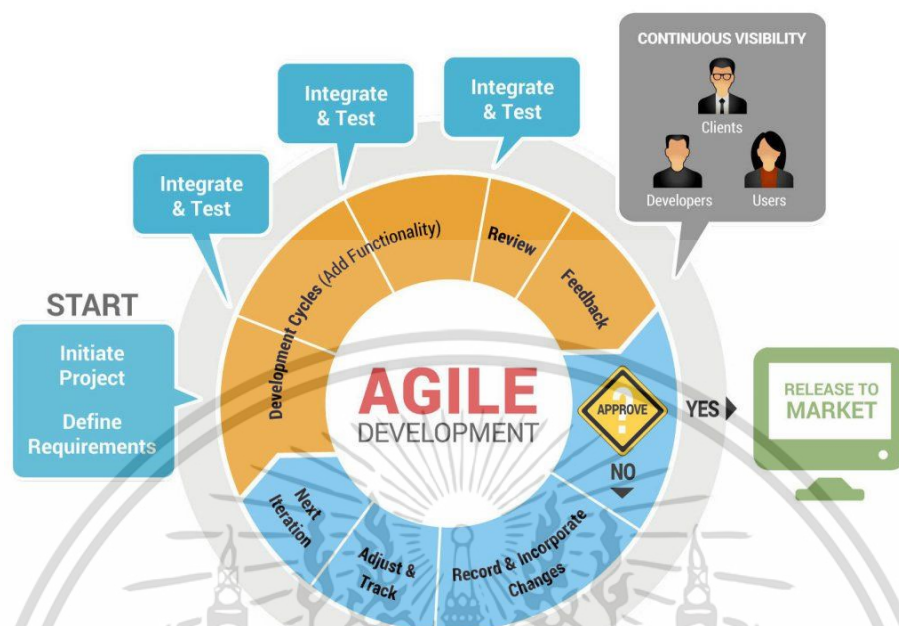 CONTINUOUS VISIBILITY
Clients
Developers
Users
Integrate
& Test
Integrate
& Test
Integrate
& Test
START
Initiate
Project
Define
Requirements
Development Cycles (Add Functionality)
Review
Feedback
AGILE
DEVELOPMENT
?
APPROVE
YES
RELEASE TO
MARKET
NO
Record & Incorporate
Changes
Adjust &
Track
Next
Iteration